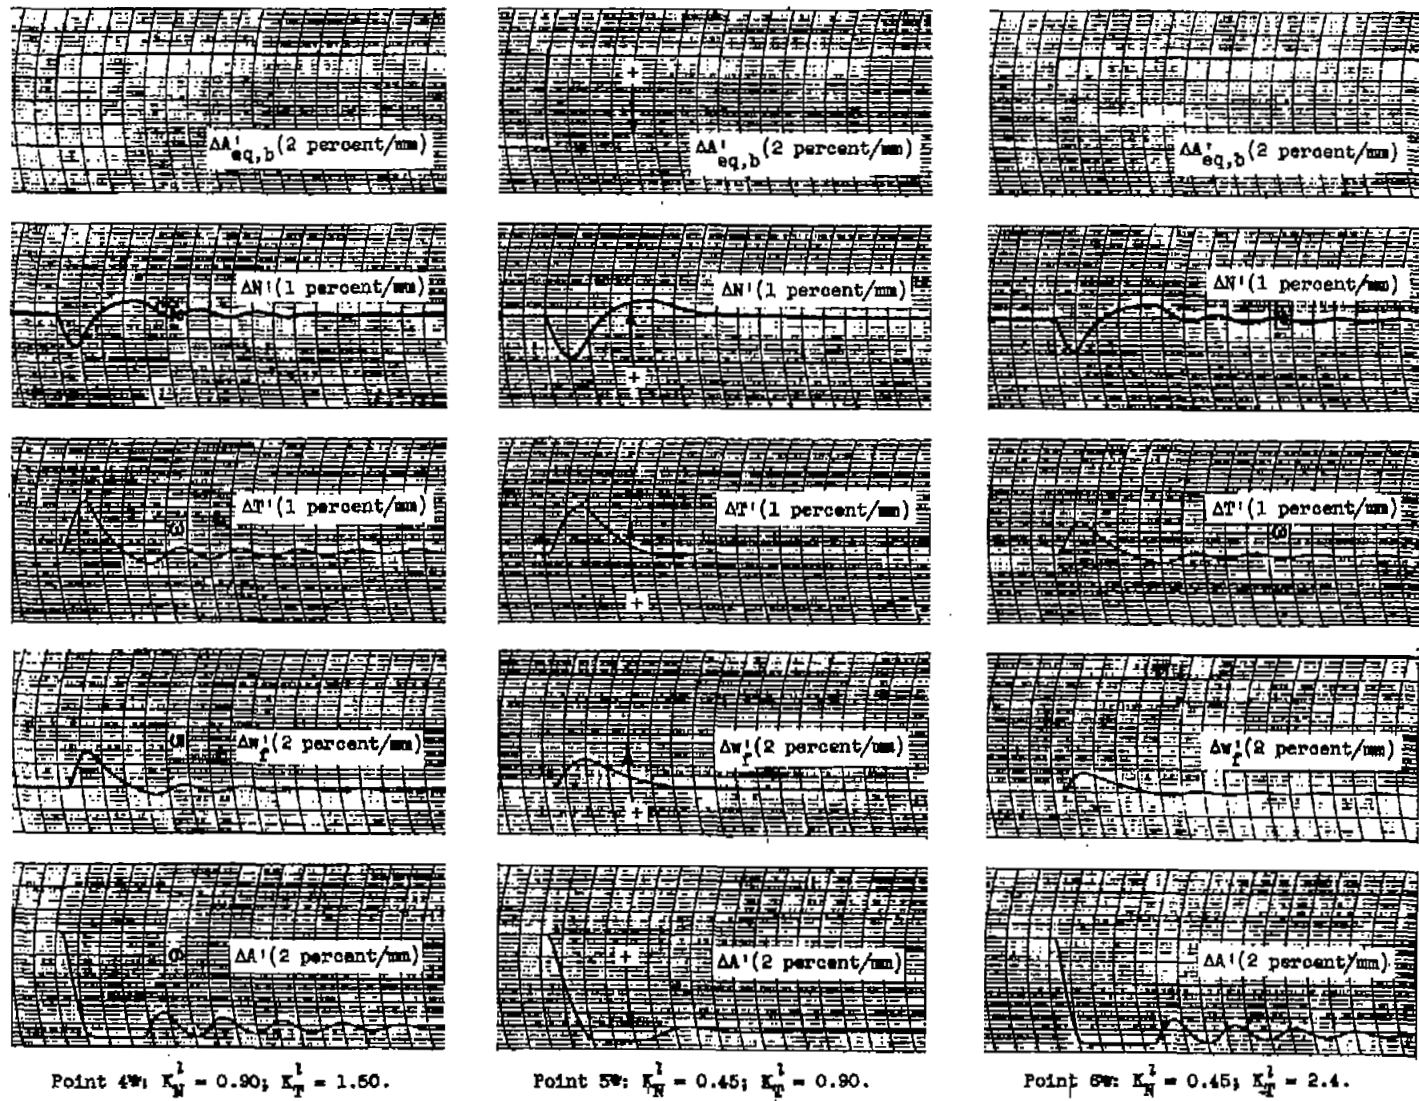 ΔA'eq,b(2 percent/mm) ΔA'eq,b(2 percent/mm) ΔA'eq,b(2 percent/mm)
+
ΔN'(1 percent/mm) ΔN'(1 percent/mm) ΔN'(1 percent/mm)
+
ΔT'(1 percent/mm) ΔT'(1 percent/mm) ΔT'(1 percent/mm)
+
Δw'f(2 percent/mm) Δw'f(2 percent/mm) Δw'f(2 percent/mm)
+
ΔA'(2 percent/mm) + ΔA'(2 percent/mm) ΔA'(2 percent/mm)
Point 4W: K^l_N = 0.90; K^l_T = 1.50. Point 5W: K^l_N = 0.45; K^l_T = 0.90. Point 6W: K^l_N = 0.45; K^l_T = 2.4.